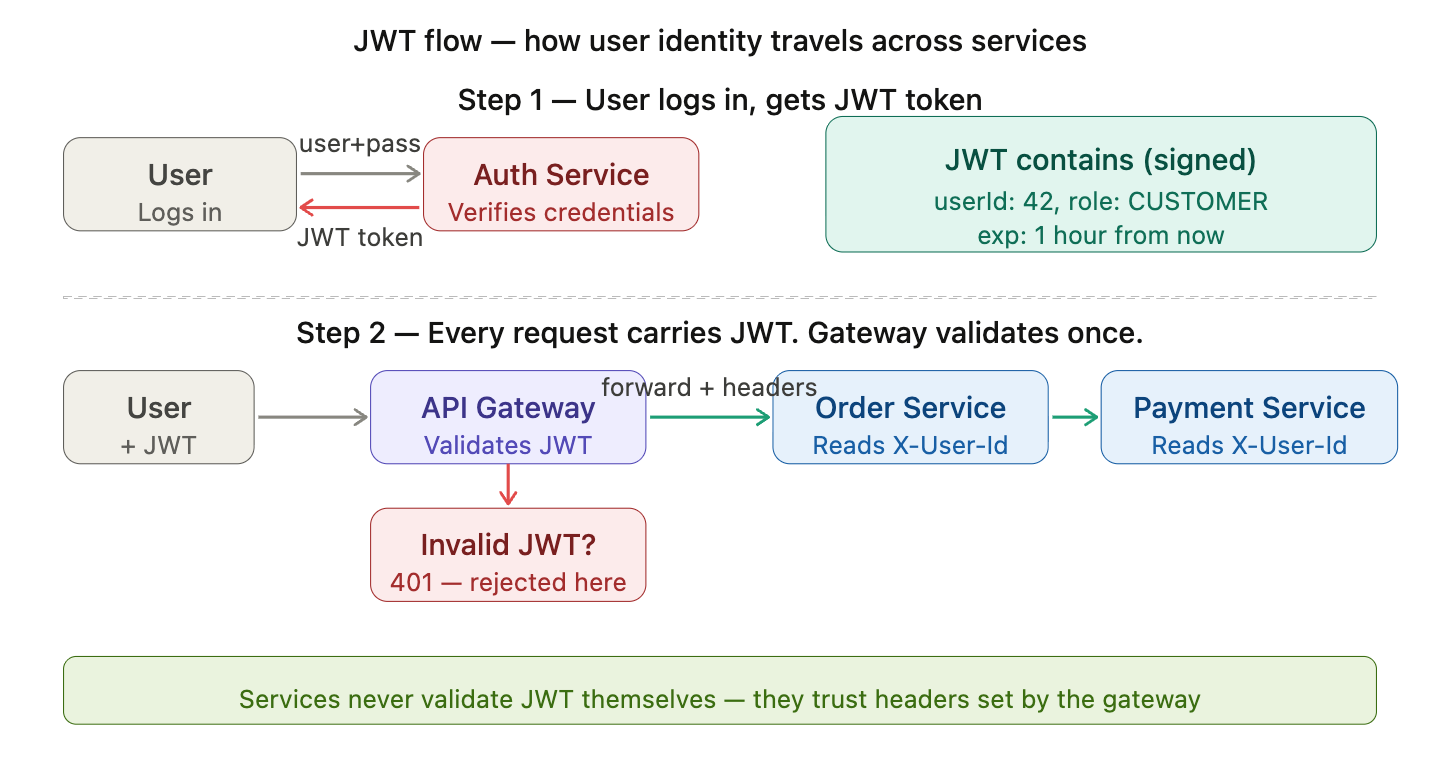 JWT flow — how user identity travels across services
Step 1 — User logs in, gets JWT token
User
Logs in
user+pass
JWT token
Auth Service
Verifies credentials
JWT contains (signed)
userId: 42, role: CUSTOMER
exp: 1 hour from now
Step 2 — Every request carries JWT. Gateway validates once.
User
+ JWT
API Gateway
Validates JWT
forward + headers
Order Service
Reads X-User-Id
Payment Service
Reads X-User-Id
Invalid JWT?
401 — rejected here
Services never validate JWT themselves — they trust headers set by the gateway